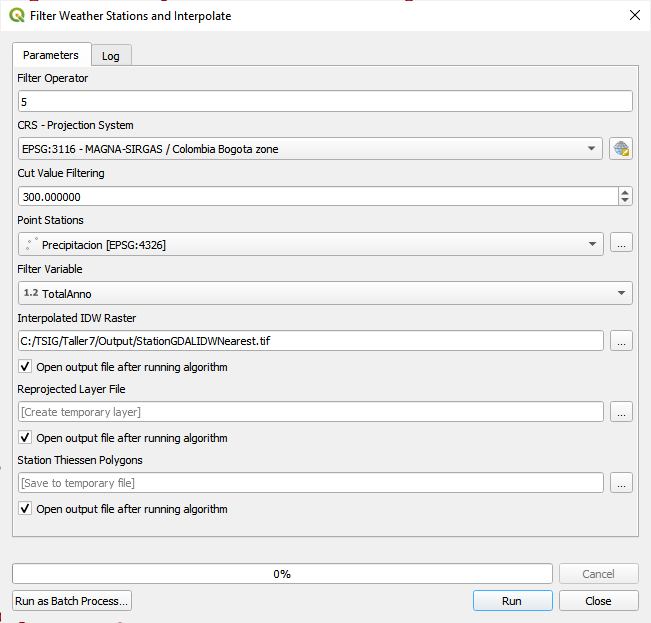 Filter Weather Stations and Interpolate
Parameters
Log
Filter Operator
5
CRS - Projection System
EPSG:3116 - MAGNA-SIRGAS / Colombia Bogota zone
Cut Value Filtering
300.000000
Point Stations
Precipitacion [EPSG:4326]
...
Filter Variable
1.2 TotalAnno
Interpolated IDW Raster
C:/TSIG/Taller7/Output/StationGDALIDWNearest.tif
...
Open output file after running algorithm
Reprojected Layer File
[Create temporary layer]
...
Open output file after running algorithm
Station Thiessen Polygons
[Save to temporary file]
...
Open output file after running algorithm
0%
Cancel
Run as Batch Process...
Run
Close